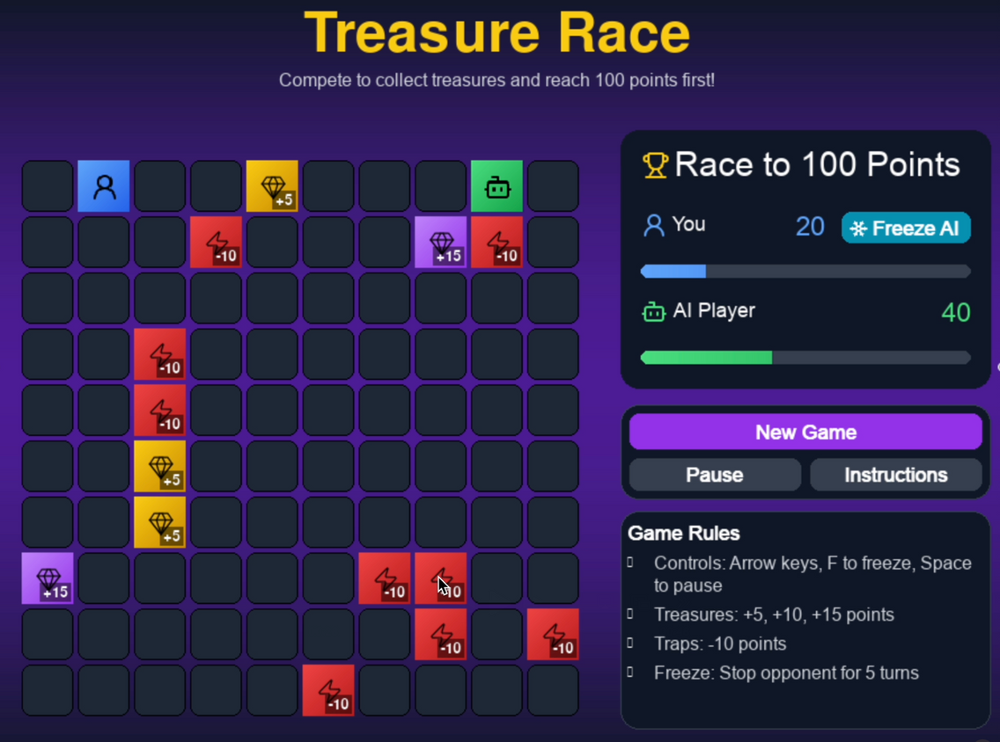 Treasure Race
Compete to collect treasures and reach 100 points first!
+5
-10
+15
-10
-10
-10
+5
+5
+15
-10
-10
-10
-10
-10
Race to 100 Points
You 20 Freeze AI
AI Player 40
New Game
Pause Instructions
Game Rules
Controls: Arrow keys, F to freeze, Space
to pause
Treasures: +5, +10, +15 points
Traps: -10 points
Freeze: Stop opponent for 5 turns